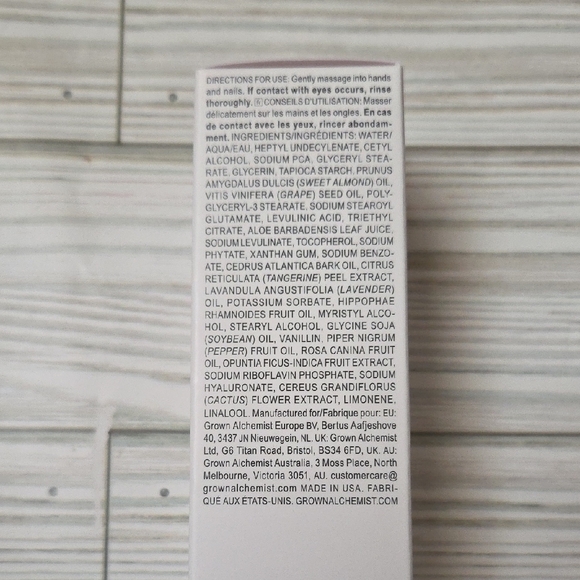 DIRECTIONS FOR USE: Gently massage into hands
and nails. If contact with eyes occurs, rinse
thoroughly. CONSEILS D'UTILISATION: Masser
délicatement sur les mains et les ongles. En cas
de contact avec les yeux, rincer abondam-
ment. INGREDIENTS/INGRÉDIENTS: WATER/
AQUA/EAU, HEPTYL UNDECYLENATE, CETYL
ALCOHOL, SODIUM PCA, GLYCERYL STEA-
RATE, GLYCERIN, TAPIOCA STARCH, PRUNUS
AMYGDALUS DULCIS (SWEET ALMOND) OIL,
VITIS VINIFERA (GRAPE) SEED OIL, POLY-
GLYCERYL-3 STEARATE, SODIUM STEAROYL
GLUTAMATE, LEVULINIC ACID, TRIETHYL
CITRATE, ALOE BARBADENSIS LEAF JUICE,
SODIUM LEVULINATE, TOCOPHEROL, SODIUM
PHYTATE, XANTHAN GUM, SODIUM BENZO-
ATE, CEDRUS ATLANTICA BARK OIL, CITRUS
RETICULATA (TANGERINE) PEEL EXTRACT,
LAVANDULA ANGUSTIFOLIA (LAVENDER)
OIL, POTASSIUM SORBATE, HIPPOPHAE
RHAMNOIDES FRUIT OIL, MYRISTYL ALCO-
HOL, STEARYL ALCOHOL, GLYCINE SOJA
(SOYBEAN) OIL, VANILLIN, PIPER NIGRUM
(PEPPER) FRUIT OIL, ROSA CANINA FRUIT
OIL, OPUNTIA FICUS-INDICA FRUIT EXTRACT,
SODIUM RIBOFLAVIN PHOSPHATE, SODIUM
HYALURONATE, CEREUS GRANDIFLORUS
(CACTUS) FLOWER EXTRACT, LIMONENE,
LINALOOL. Manufactured for/Fabrique pour: EU:
Grown Alchemist Europe BV, Bertus Aafjeshove
40, 3437 JN Nieuwegein, NL. UK: Grown Alchemist
Ltd, G6 Titan Road, Bristol, BS34 6FD, UK. AU:
Grown Alchemist Australia, 3 Moss Place, North
Melbourne, Victoria 3051, AU. customercare@
grownalchemist.com MADE IN USA. FABRI-
QUE AUX ÉTATS-UNIS. GROWNALCHEMIST.COM